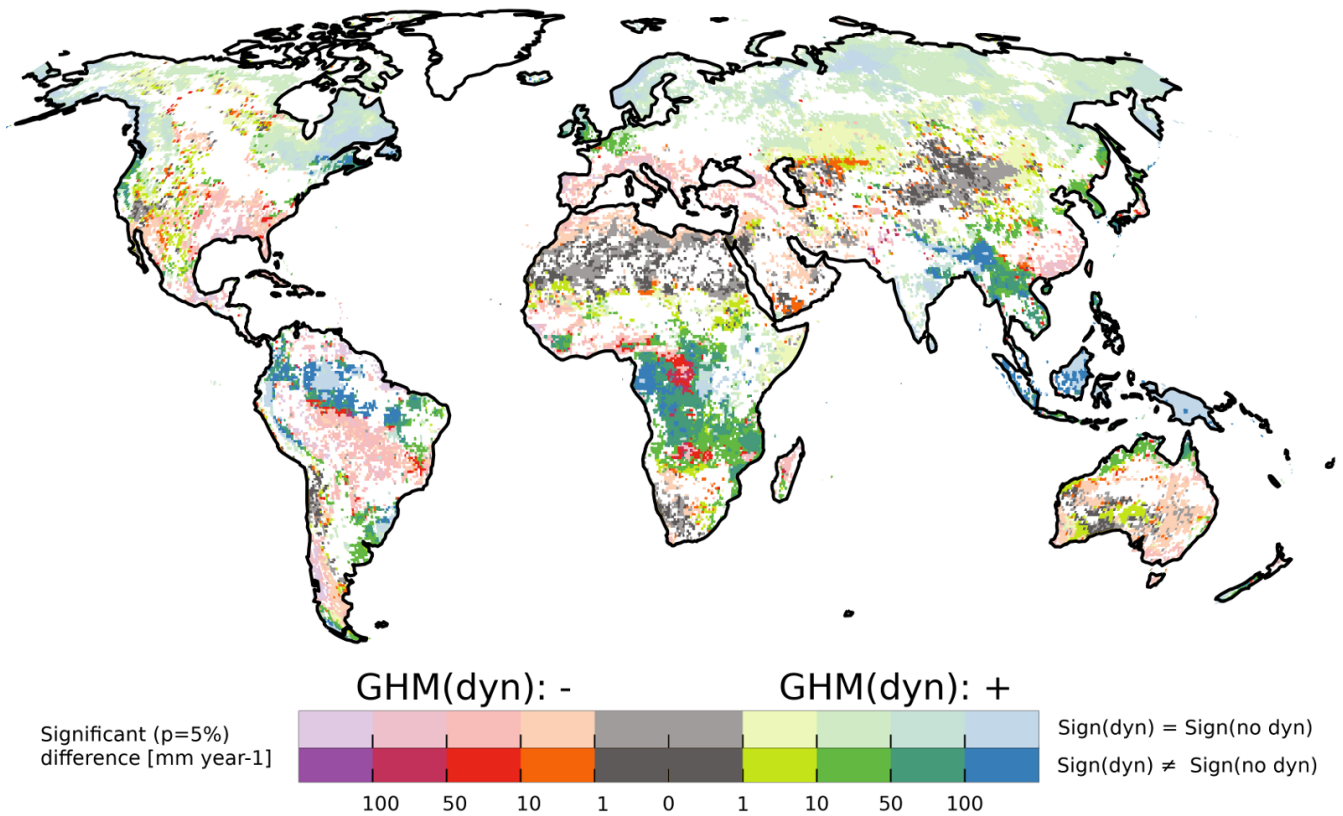 GHM(dyn): -
GHM(dyn): +
Significant (p=5%)
difference [mm year-1]
Sign(dyn) = Sign(no dyn)
Sign(dyn) ≠ Sign(no dyn)
100 50 10 1 0 1 10 50 100